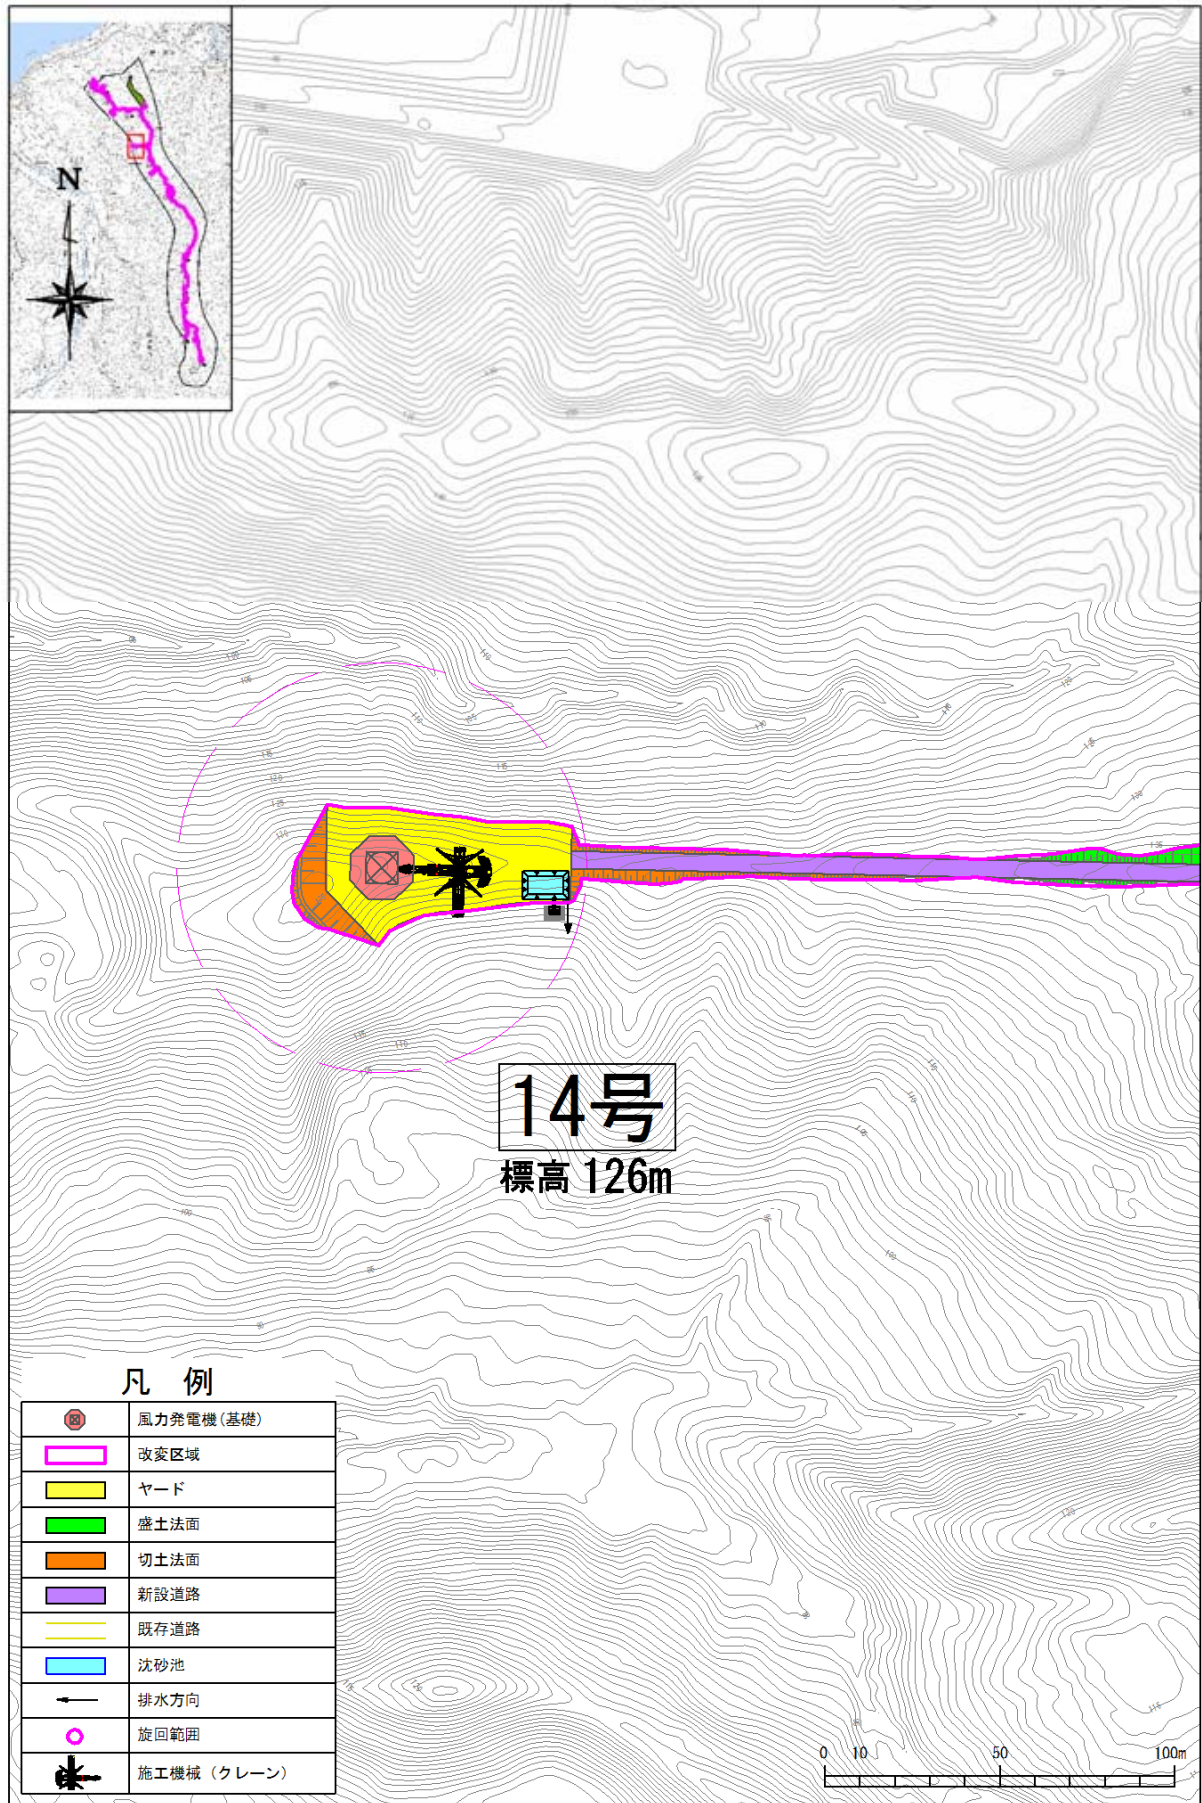 N
14号
標高 126m
凡 例
風力発電機(基礎)
改変区域
ヤード
盛土法面
切土法面
新設道路
既存道路
沈砂池
排水方向
旋回範囲
施工機械(クレーン)
0 10 50 100m